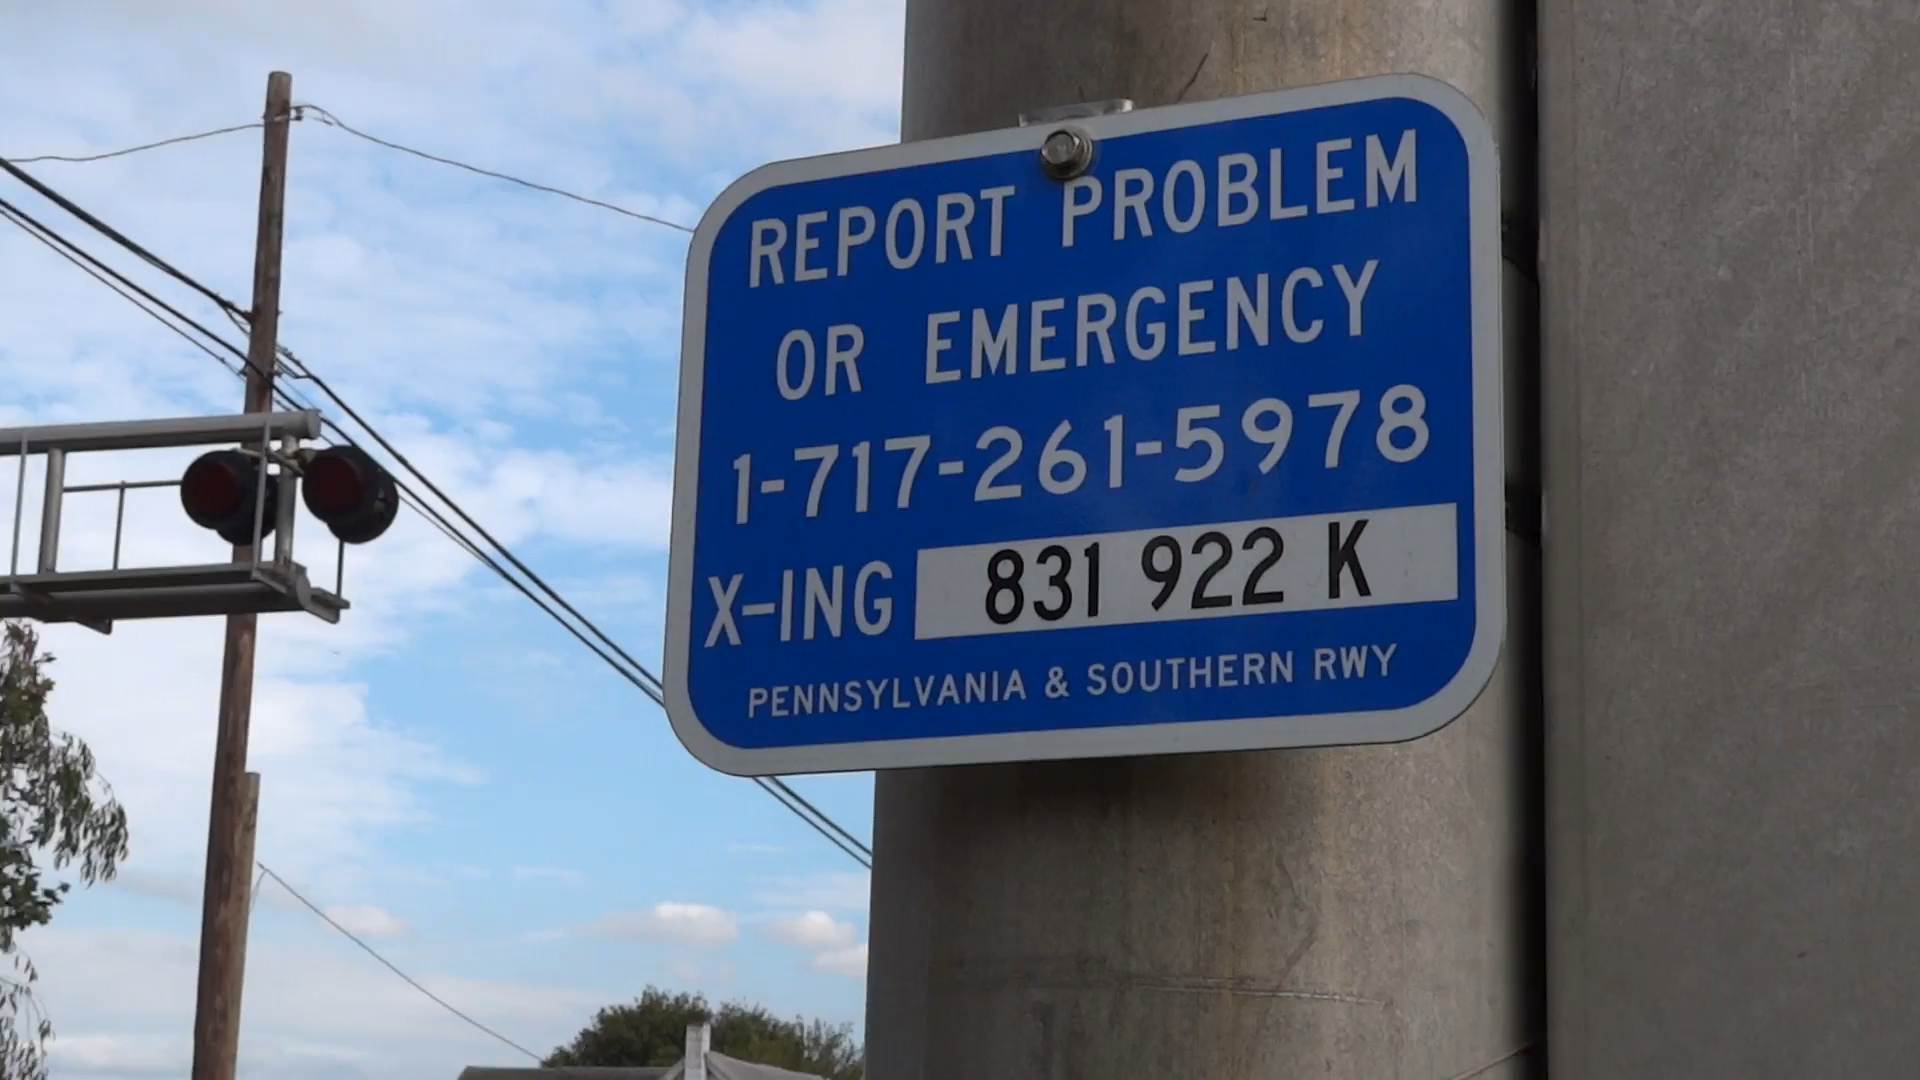 REPORT PROBLEM
OR EMERGENCY
1-717-261-5978
X-ING 831 922 K
PENNSYLVANIA & SOUTHERN RWY